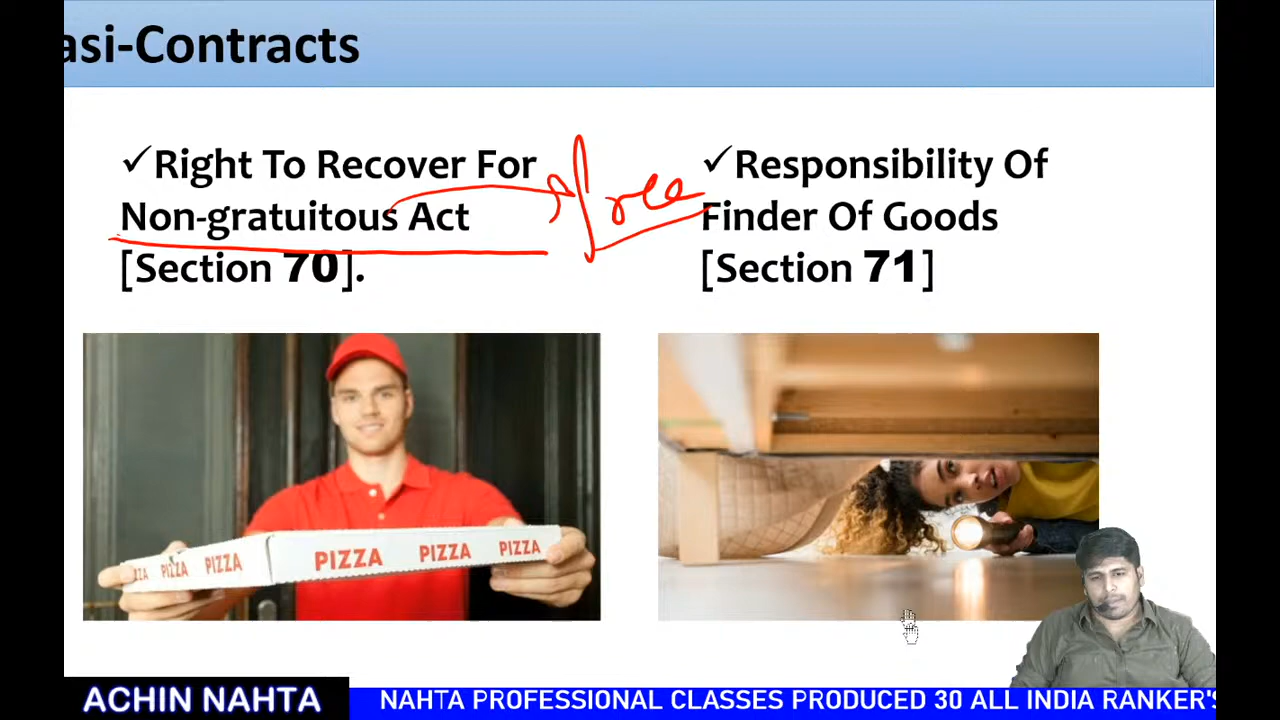 asi-Contracts
✓Right To Recover For
Non-gratuitous Act
[Section 70].
free
✓Responsibility Of
Finder Of Goods
[Section 71]
ZZA PIZZA PIZZA PIZZA PIZZA PIZZA
ACHIN NAHTA
NAHTA PROFESSIONAL CLASSES PRODUCED 30 ALL INDIA RANKER'S